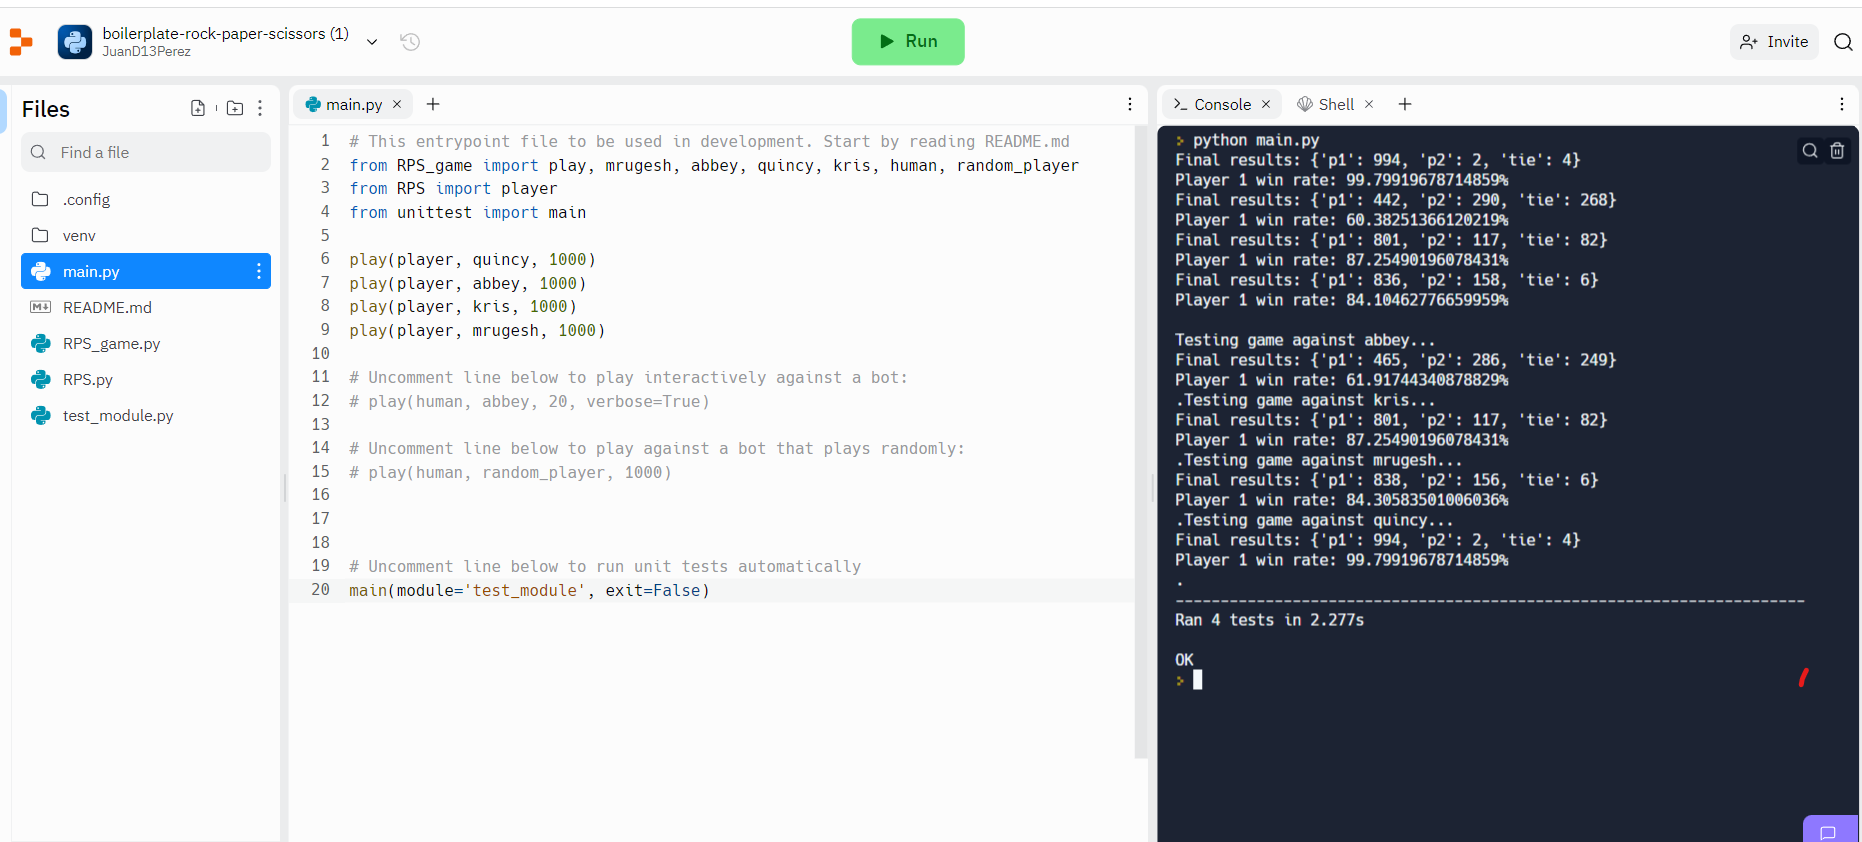 boilerplate-rock-paper-scissors (1)
JuanD13Perez
Run
Invite
Files
Find a file
.config
venv
main.py
README.md
RPS_game.py
RPS.py
test_module.py
main.py
1 # This entrypoint file to be used in development. Start by reading README.md
2 from RPS_game import play, mrugesh, abbey, quincy, kris, human, random_player
3 from RPS import player
4 from unittest import main
5
6 play(player, quincy, 1000)
7 play(player, abbey, 1000)
8 play(player, kris, 1000)
9 play(player, mrugesh, 1000)
10
11 # Uncomment line below to play interactively against a bot:
12 # play(human, abbey, 20, verbose=True)
13
14 # Uncomment line below to play against a bot that plays randomly:
15 # play(human, random_player, 1000)
16
17
18
19 # Uncomment line below to run unit tests automatically
20 main(module='test_module', exit=False)
Console
Shell
> python main.py
Final results: {'p1': 994, 'p2': 2, 'tie': 4}
Player 1 win rate: 99.79919678714859%
Final results: {'p1': 442, 'p2': 290, 'tie': 268}
Player 1 win rate: 60.38251366120219%
Final results: {'p1': 801, 'p2': 117, 'tie': 82}
Player 1 win rate: 87.25490196078431%
Final results: {'p1': 836, 'p2': 158, 'tie': 6}
Player 1 win rate: 84.10462776659959%
Testing game against abbey...
Final results: {'p1': 465, 'p2': 286, 'tie': 249}
Player 1 win rate: 61.91744340878829%
.Testing game against kris...
Final results: {'p1': 801, 'p2': 117, 'tie': 82}
Player 1 win rate: 87.25490196078431%
.Testing game against mrugesh...
Final results: {'p1': 838, 'p2': 156, 'tie': 6}
Player 1 win rate: 84.30583501006036%
.Testing game against quincy...
Final results: {'p1': 994, 'p2': 2, 'tie': 4}
Player 1 win rate: 99.79919678714859%
.
----------------------------------------------------------------------
Ran 4 tests in 2.277s
OK
>